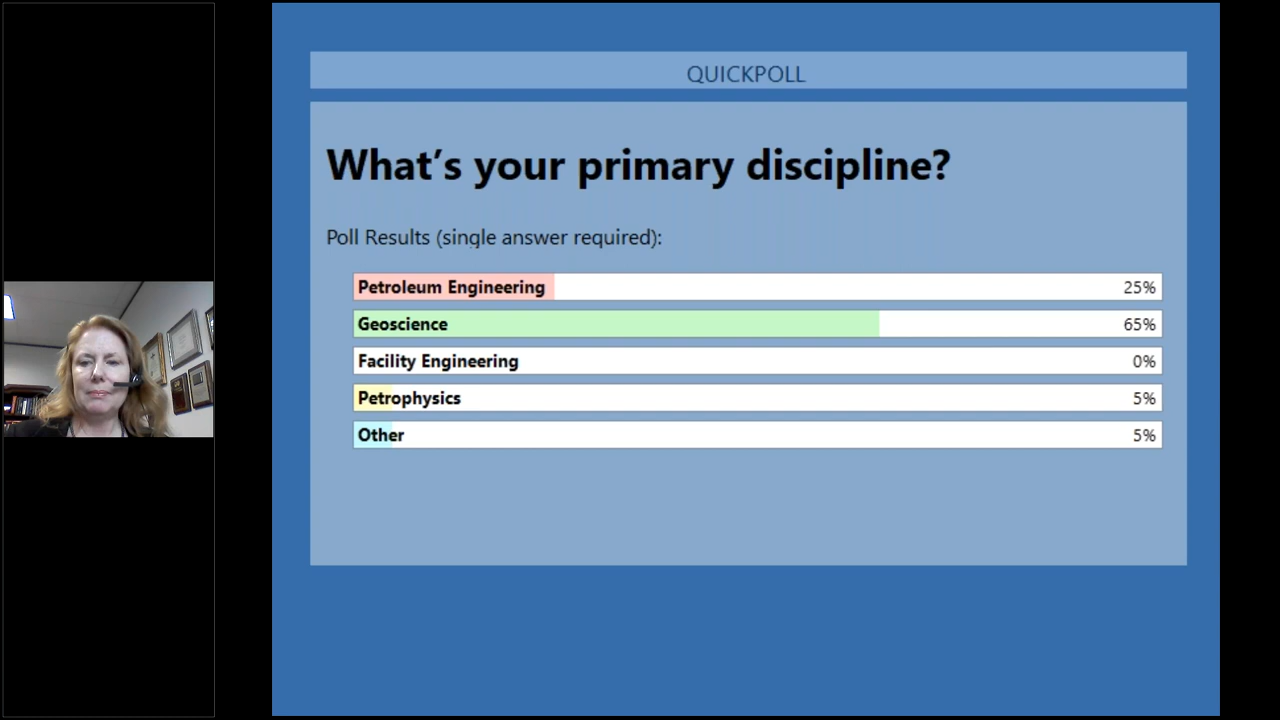 QUICKPOLL
What's your primary discipline?
Poll Results (single answer required):
Petroleum Engineering 25%
Geoscience 65%
Facility Engineering 0%
Petrophysics 5%
Other 5%